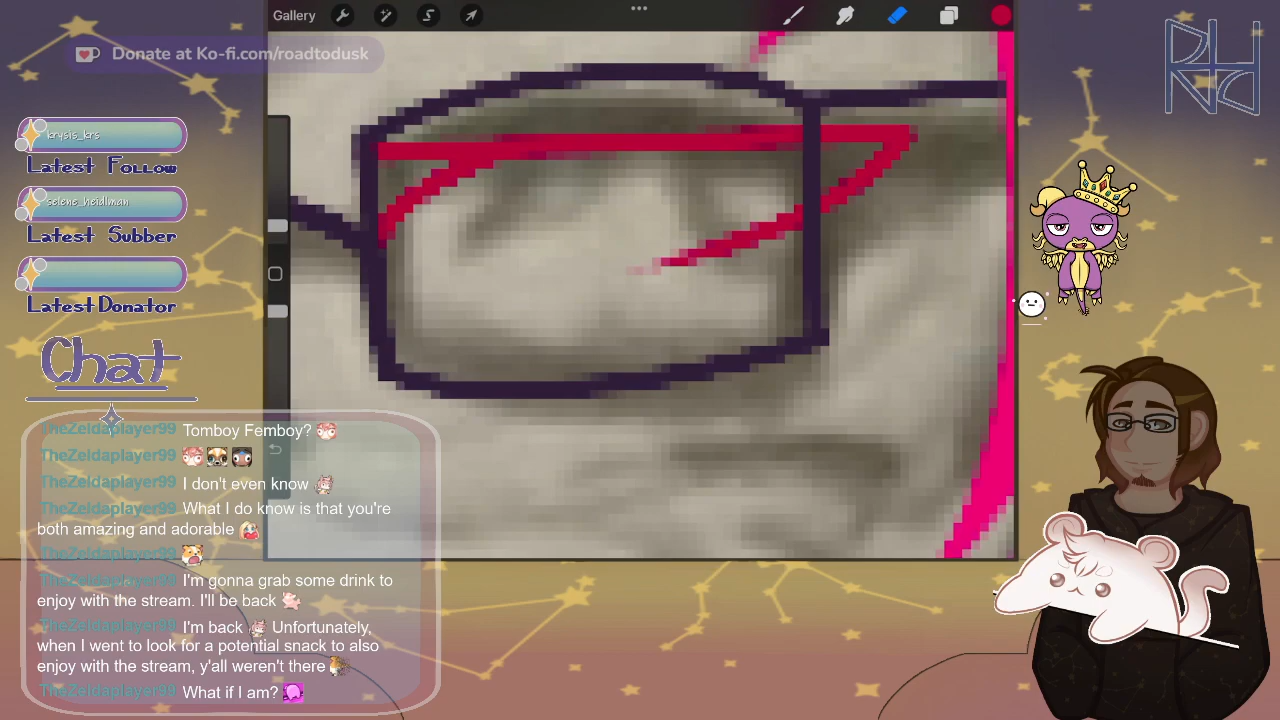 Gallery
Donate at Ko-fi.com/roadtodusk
RtD
krysis_krs
Latest Follow
selene_heidlman
Latest Subber
Latest Donator
Chat
TheZeldaplayer99 Tomboy Femboy?
TheZeldaplayer99
TheZeldaplayer99 I don't even know
TheZeldaplayer99 What I do know is that you're
both amazing and adorable
TheZeldaplayer99
TheZeldaplayer99 I'm gonna grab some drink to
enjoy with the stream. I'll be back
TheZeldaplayer99 I'm back Unfortunately,
when I went to look for a potential snack to also
enjoy with the stream, y'all weren't there
TheZeldaplayer99 What if I am?